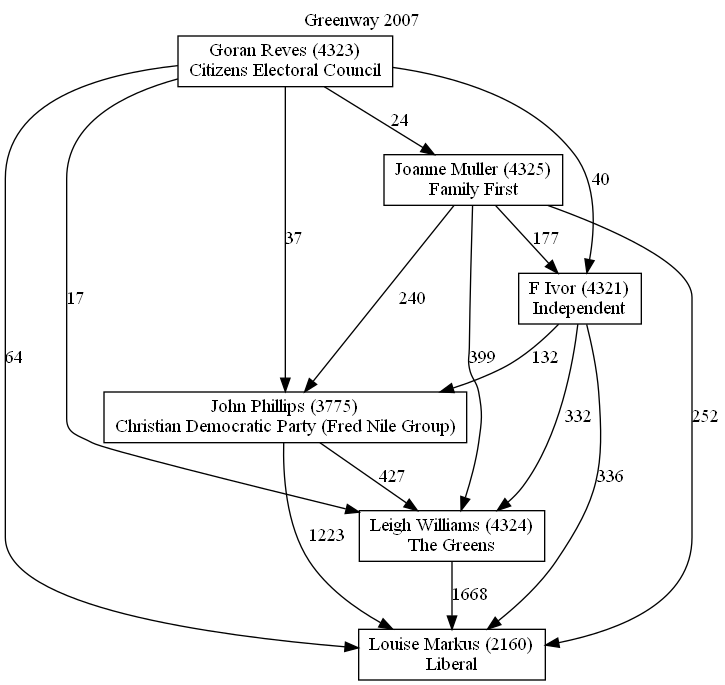 Greenway 2007
Goran Reves (4323)
Citizens Electoral Council
24
40
Joanne Muller (4325)
Family First
37
177
F Ivor (4321)
Independent
17
240
64
399
132
John Phillips (3775)
Christian Democratic Party (Fred Nile Group)
332
252
427
336
Leigh Williams (4324)
The Greens
1223
1668
Louise Markus (2160)
Liberal